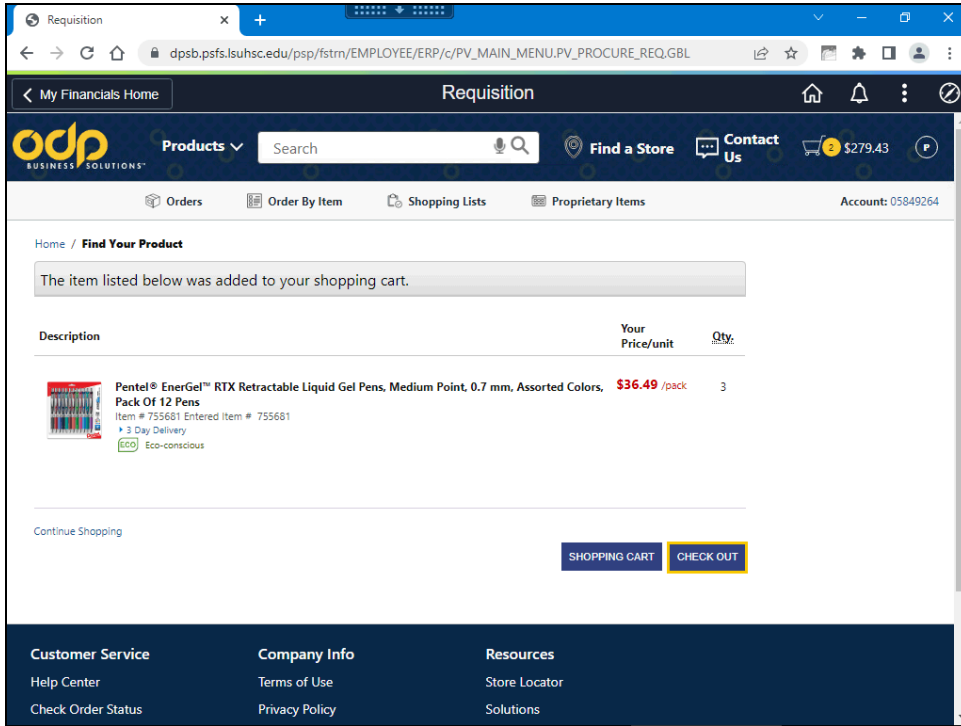 Requisition
dpsb.psfs.lsuhsc.edu/psp/fstrn/EMPLOYEE/ERP/c/PV_MAIN_MENU.PV_PROCURE_REQ.GBL
My Financials Home
Requisition
odp
BUSINESS SOLUTIONS™
Products
Search
Find a Store
Contact
Us
2
$279.43
P
Orders
Order By Item
Shopping Lists
Proprietary Items
Account: 05849264
Home / Find Your Product
The item listed below was added to your shopping cart.
Description
Your
Price/unit
Qty.
Pentel® EnerGel™ RTX Retractable Liquid Gel Pens, Medium Point, 0.7 mm, Assorted Colors,
$36.49 /pack
3
Pack Of 12 Pens
Item # 755681 Entered Item # 755681
3 Day Delivery
ECO Eco-conscious
Continue Shopping
SHOPPING CART
CHECK OUT
Customer Service
Company Info
Resources
Help Center
Terms of Use
Store Locator
Check Order Status
Privacy Policy
Solutions